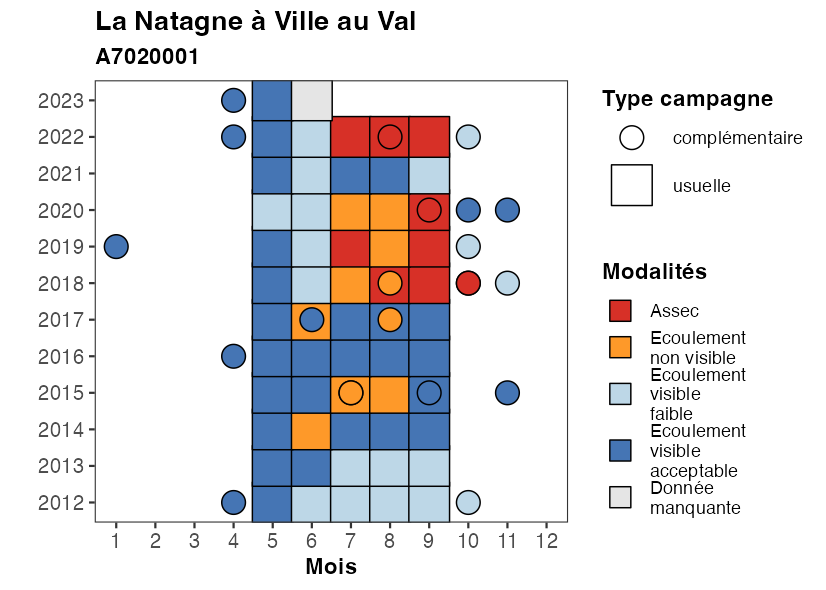 La Natagne à Ville au Val
A7020001
2023
2022
2021
2020
2019
2018
2017
2016
2015
2014
2013
2012
1 2 3 4 5 6 7 8 9 10 11 12
Mois
Type campagne
complémentaire
usuelle
Modalités
Assec
Ecoulement
non visible
Ecoulement
visible
faible
Ecoulement
visible
acceptable
Donnée
manquante